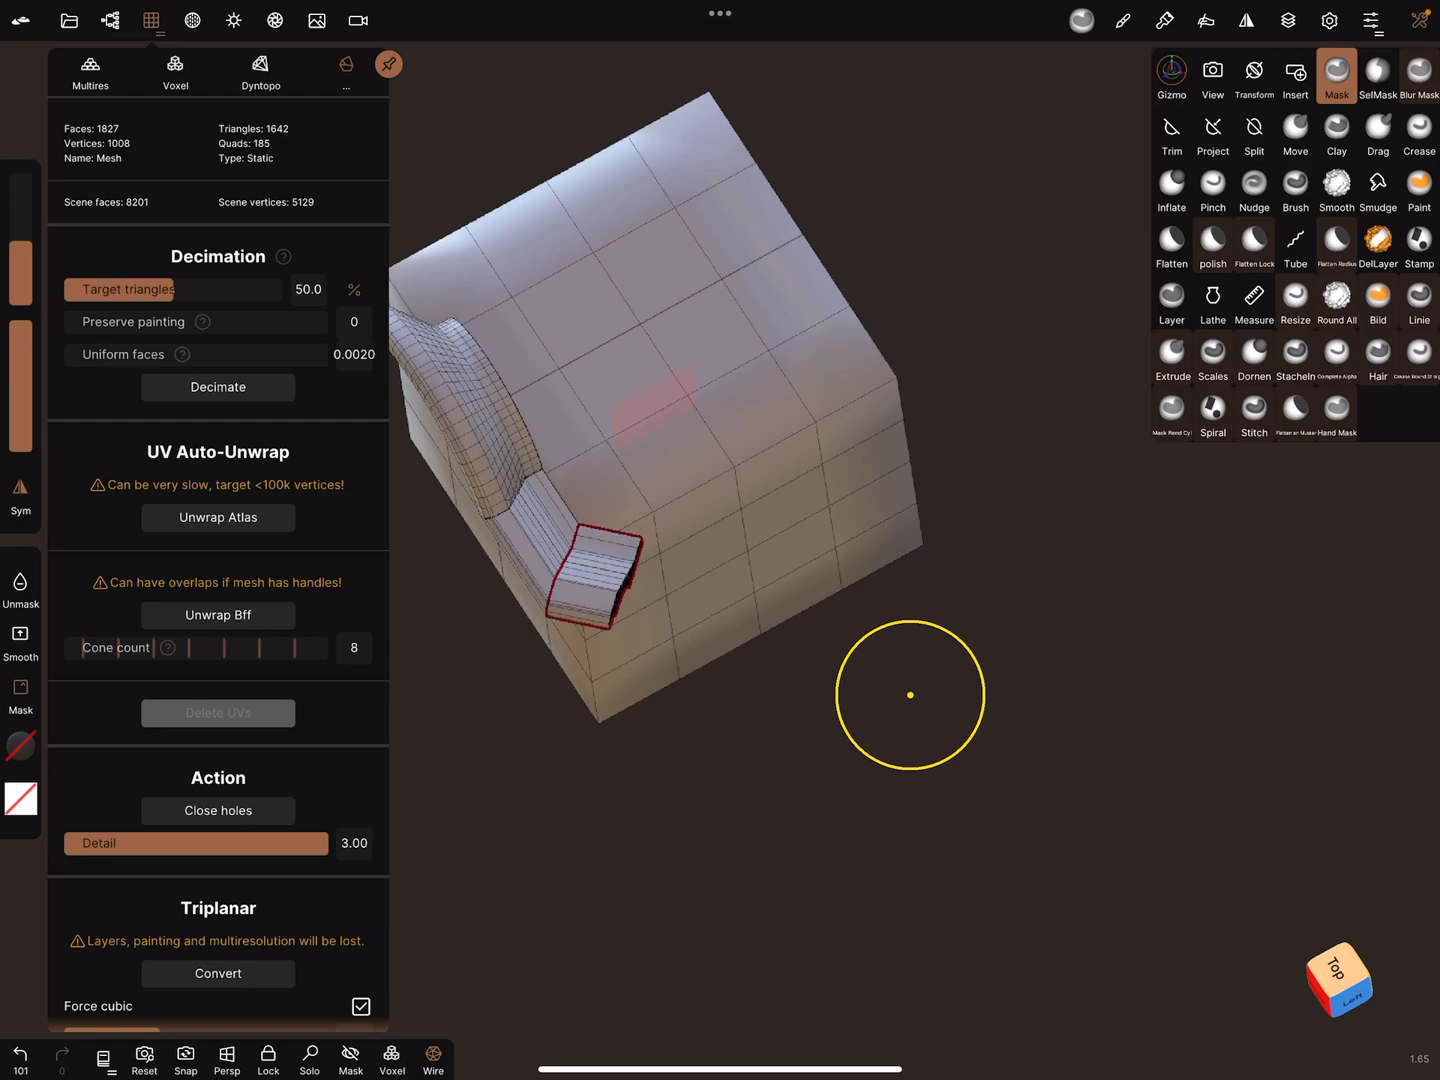 Multires Voxel Dyntopo ...
Faces: 1827 Triangles: 1642
Vertices: 1008 Quads: 185
Name: Mesh Type: Static
Scene faces: 8201 Scene vertices: 5129
Decimation ?
Target triangles 50.0 %
Preserve painting ? 0
Uniform faces ? 0.0020
Decimate
UV Auto-Unwrap
Can be very slow, target <100k vertices!
Unwrap Atlas
Can have overlaps if mesh has handles!
Unwrap Bff
Cone count ? 8
Delete UVs
Action
Close holes
Detail 3.00
Triplanar
Layers, painting and multiresolution will be lost.
Convert
Force cubic
Sym
Unmask
Smooth
Mask
Gizmo View Transform Insert Mask SelMask Blur Mask
Trim Project Split Move Clay Drag Crease
Inflate Pinch Nudge Brush Smooth Smudge Paint
Flatten polish Flatten Lock Tube Flatten Radius DelLayer Stamp
Layer Lathe Measure Resize Round All Bild Linie
Extrude Scales Dornen Stacheln Complete Alpha Hair
Spiral Stitch Hand Mask
Top
Left
101 0 Reset Snap Persp Lock Solo Mask Voxel Wire
1.65